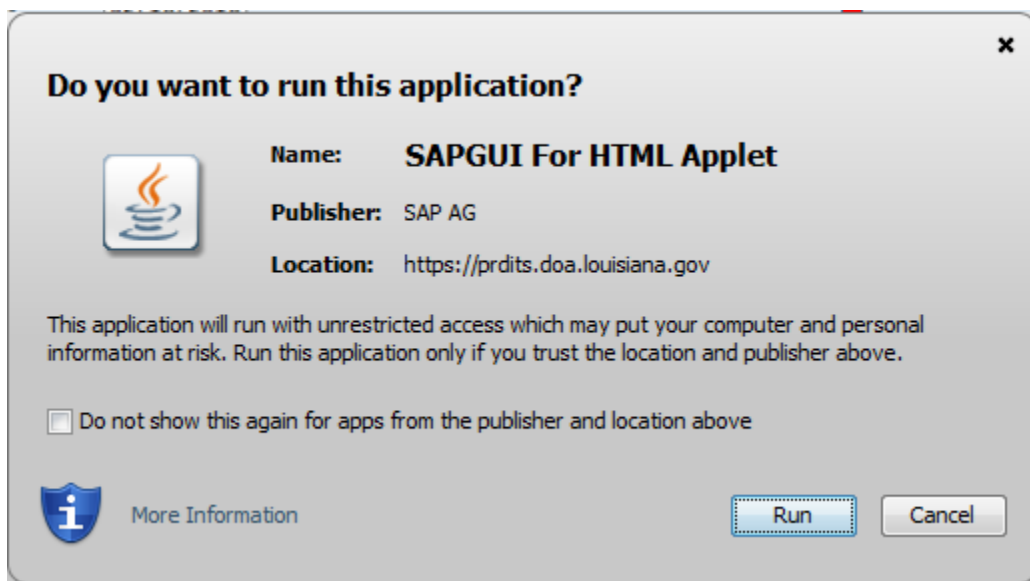 Do you want to run this application?
Name: SAPGUI For HTML Applet
Publisher: SAP AG
Location: https://prdits.doa.louisiana.gov
This application will run with unrestricted access which may put your computer and personal
information at risk. Run this application only if you trust the location and publisher above.
Do not show this again for apps from the publisher and location above
More Information
Run
Cancel